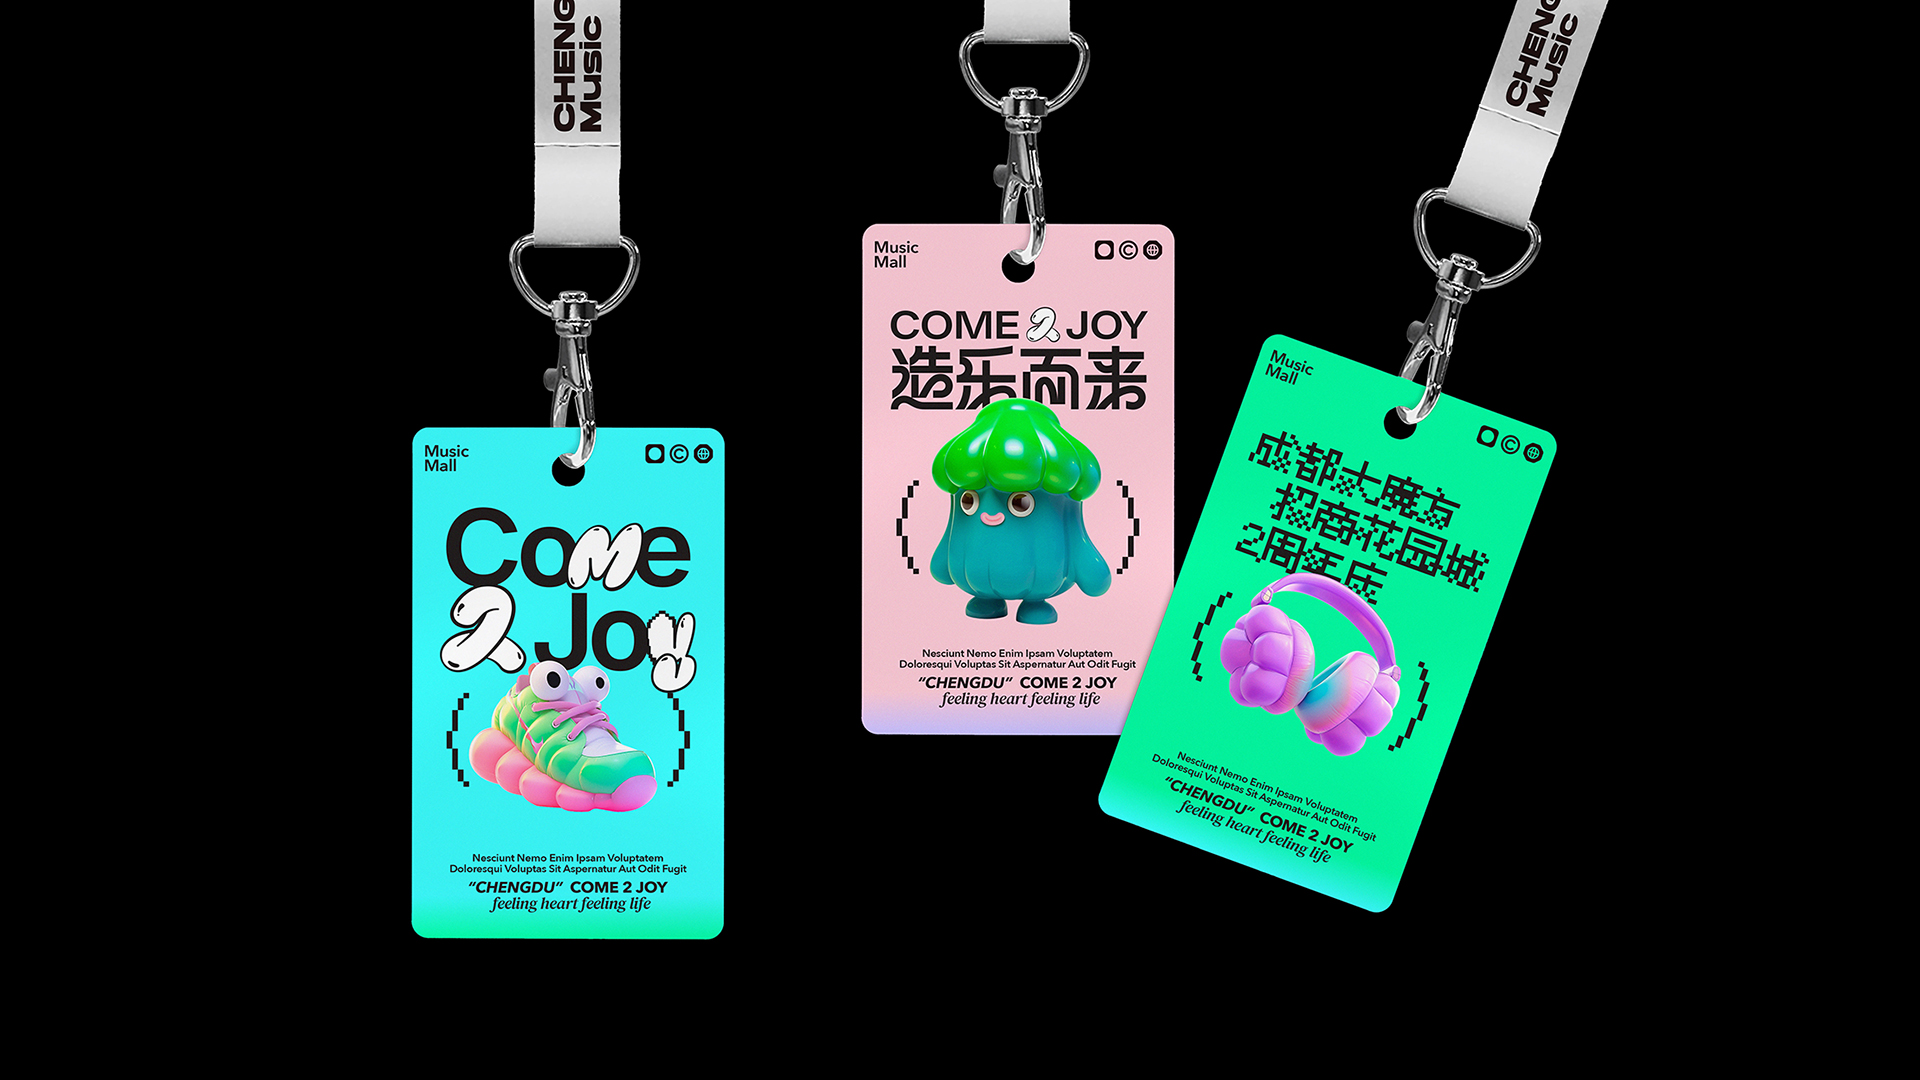 CHENG
Music
Music
Mall
Come
2 Joy
Nesciunt Nemo Enim Ipsam Voluptatem
Doloresqui Voluptas Sit Aspernatur Aut Odit Fugit
“CHENGDU” COME 2 JOY
feeling heart feeling life
Music
Mall
COME 2 JOY
造乐而来
Nesciunt Nemo Enim Ipsam Voluptatem
Doloresqui Voluptas Sit Aspernatur Aut Odit Fugit
“CHENGDU” COME 2 JOY
feeling heart feeling life
CHENG
Music
Music
Mall
成都大魔方
招商花园城
2周年庆
Nesciunt Nemo Enim Ipsam Voluptatem
Doloresqui Voluptas Sit Aspernatur Aut Odit Fugit
“CHENGDU” COME 2 JOY
feeling heart feeling life